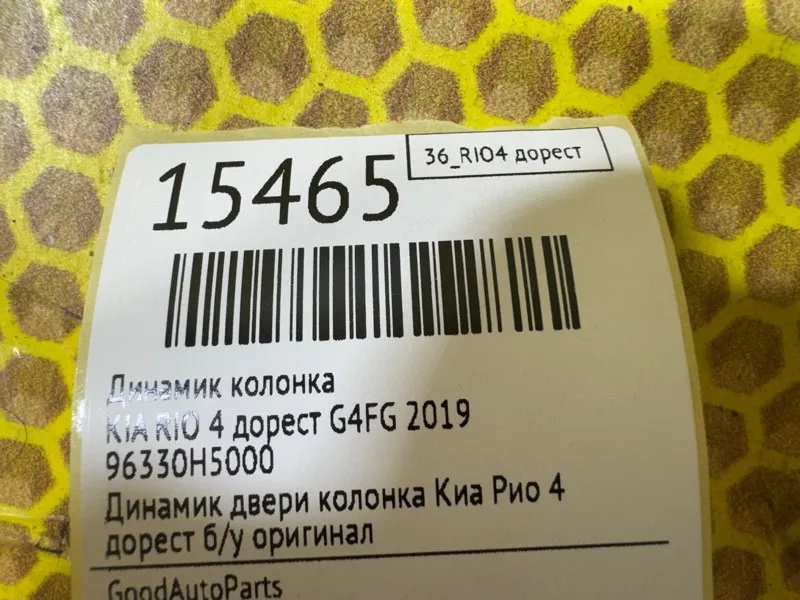 15465
36_RIO4 дорест
Динамик колонка
KIA RIO 4 дорест G4FG 2019
96330H5000
Динамик двери колонка Киа Рио 4
дорест б/у оригинал
GoodAutoParts